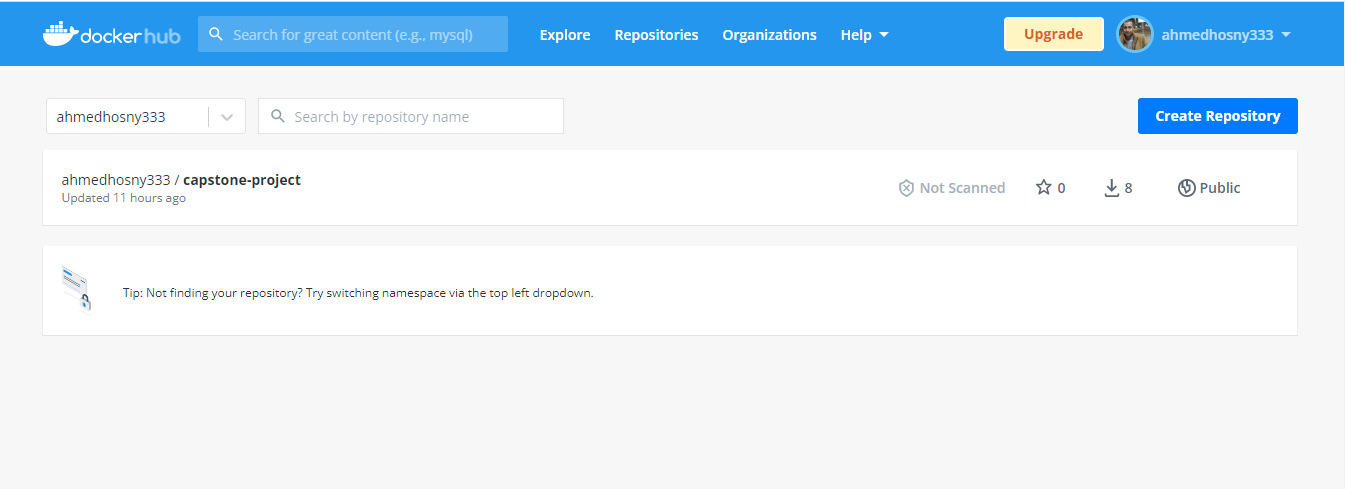 docker hub
Search for great content (e.g., mysql)
Explore
Repositories
Organizations
Help
Upgrade
ahmedhosny333
ahmedhosny333
Search by repository name
Create Repository
ahmedhosny333 / capstone-project
Updated 11 hours ago
Not Scanned
0
8
Public
Tip: Not finding your repository? Try switching namespace via the top left dropdown.